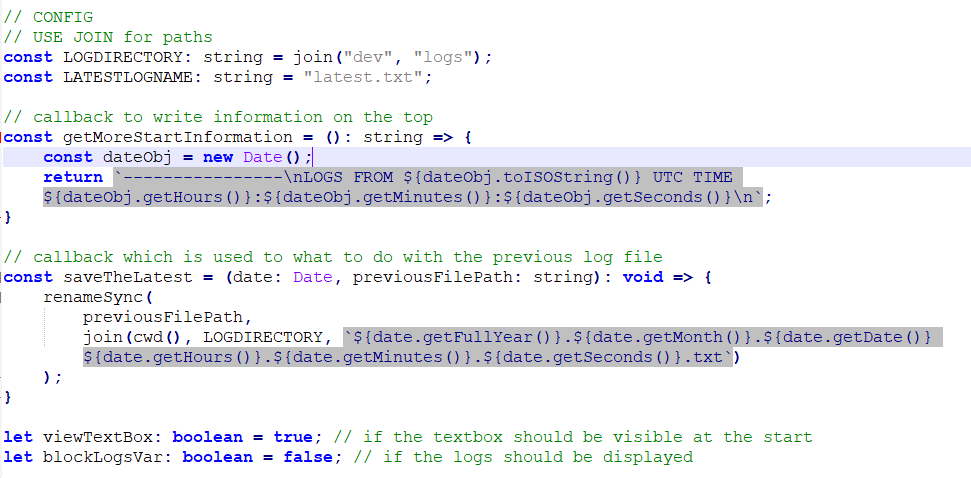 // CONFIG
// USE JOIN for paths
const LOGDIRECTORY: string = join("dev", "logs");
const LATESTLOGNAME: string = "latest.txt";
// callback to write information on the top
const getMoreStartInformation = (): string => {
const dateObj = new Date();
return `----------------\nLOGS FROM ${dateObj.toISOString()} UTC TIME
${dateObj.getHours()}:${dateObj.getMinutes()}:${dateObj.getSeconds()}\n`;
}
// callback which is used to what to do with the previous log file
const saveTheLatest = (date: Date, previousFilePath: string): void => {
renameSync(
previousFilePath,
join(cwd(), LOGDIRECTORY, `${date.getFullYear()}.${date.getMonth()}.${date.getDate()}
${date.getHours()}.${date.getMinutes()}.${date.getSeconds()}.txt`)
);
}
let viewTextBox: boolean = true; // if the textbox should be visible at the start
let blockLogsVar: boolean = false; // if the logs should be displayed